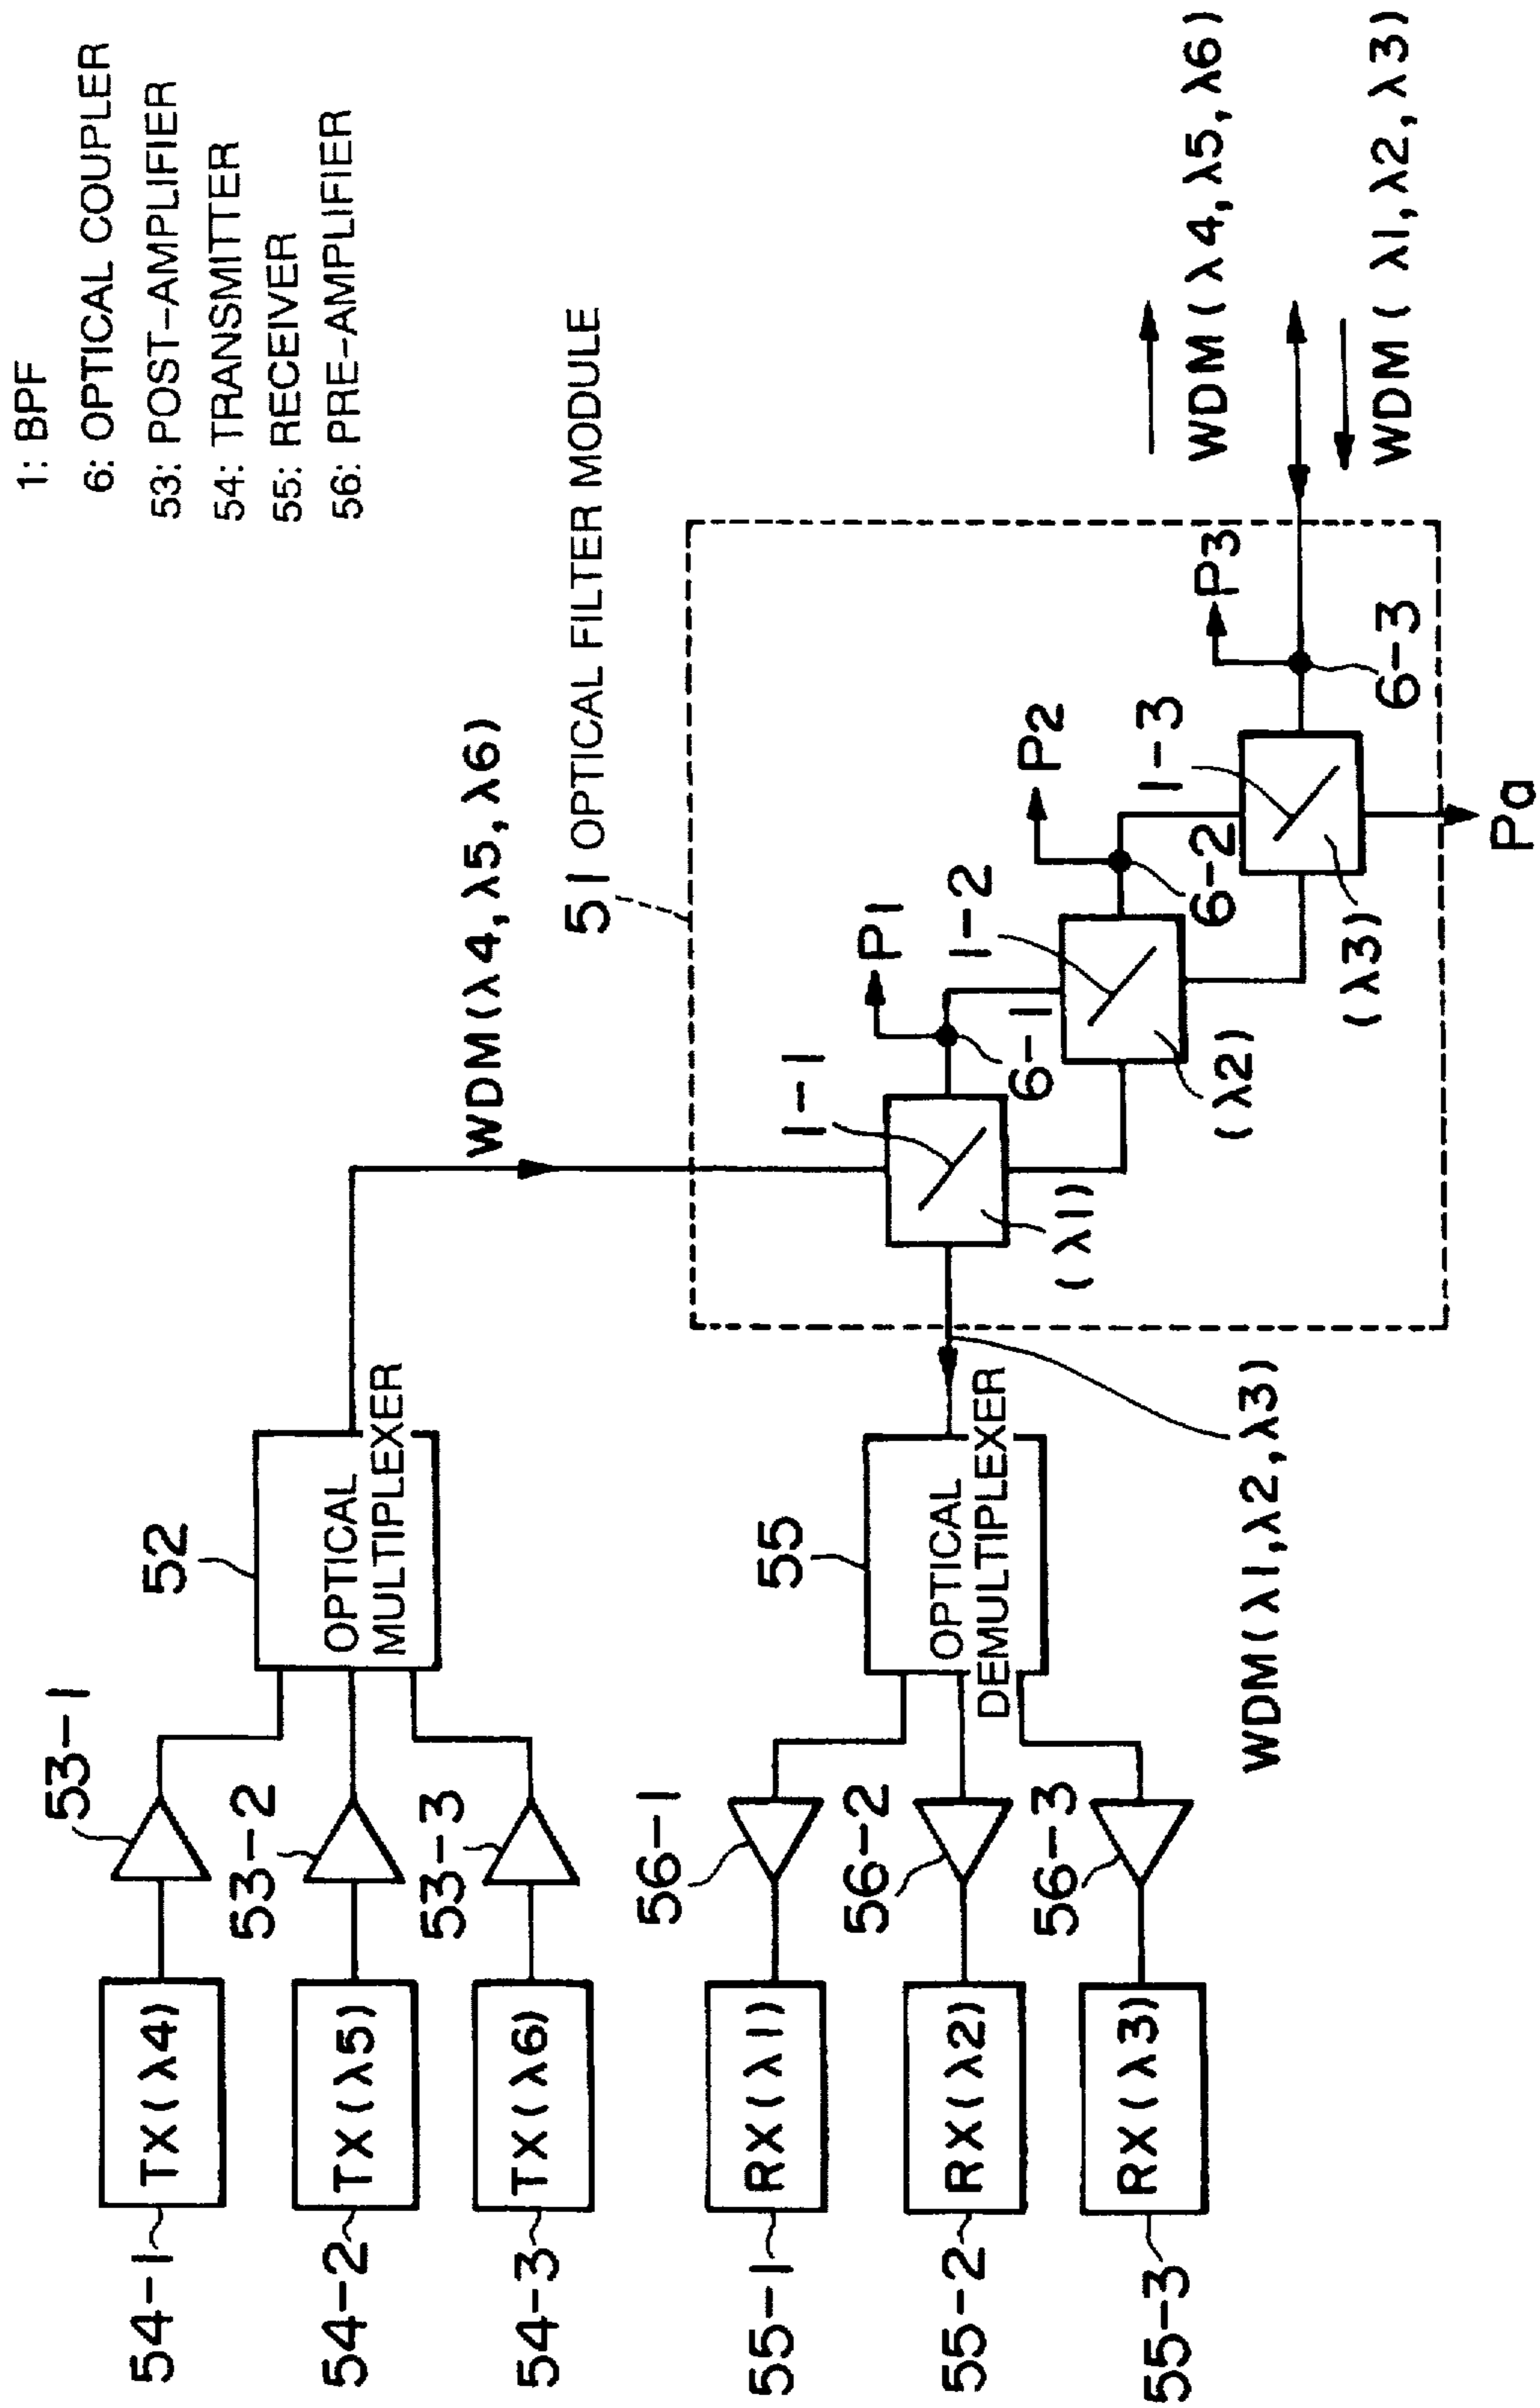 1: BPF
6: OPTICAL COUPLER
53: POST-AMPLIFIER
54: TRANSMITTER
55: RECEIVER
56: PRE-AMPLIFIER
54-1
TX(λ4)
53-1
54-2
TX(λ5)
53-2
54-3
TX(λ6)
53-3
52
OPTICAL
MULTIPLEXER
WDM(λ4,λ5,λ6)
51 OPTICAL FILTER MODULE
55-1
RX(λ1)
56-1
55-2
RX(λ2)
56-2
55-3
RX(λ3)
56-3
55
OPTICAL
DEMULTIPLEXER
WDM(λ1,λ2,λ3)
1-1
(λ1)
P1
6-1
1-2
(λ2)
P2
6-2
1-3
(λ3)
P3
6-3
Pa
WDM(λ4,λ5,λ6)
WDM(λ1,λ2,λ3)